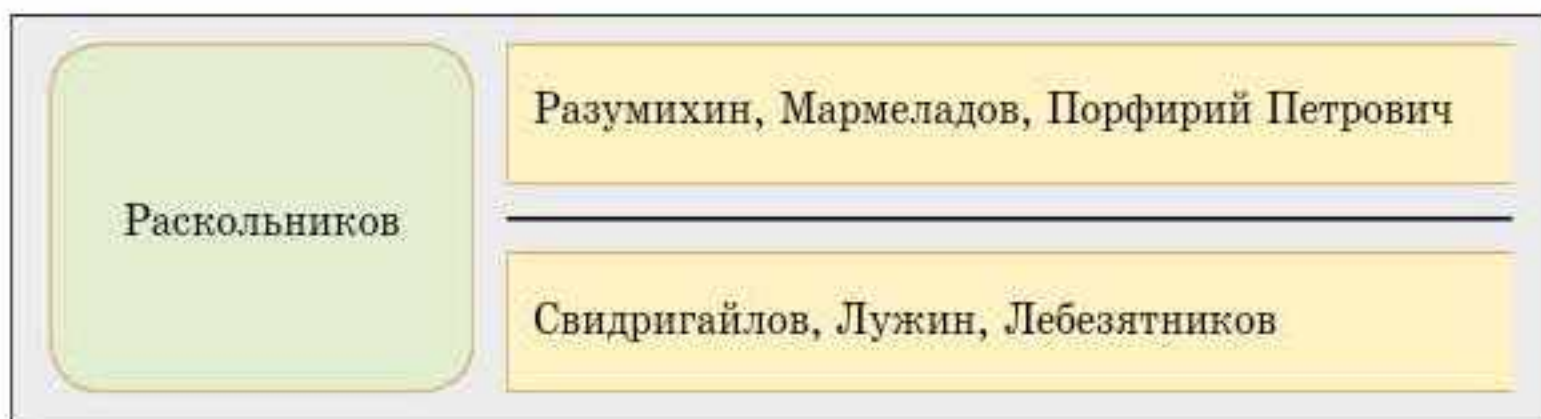 Раскольников
Разумихин, Мармеладов, Порфирий Петрович
Свидригайлов, Лужин, Лебезятников